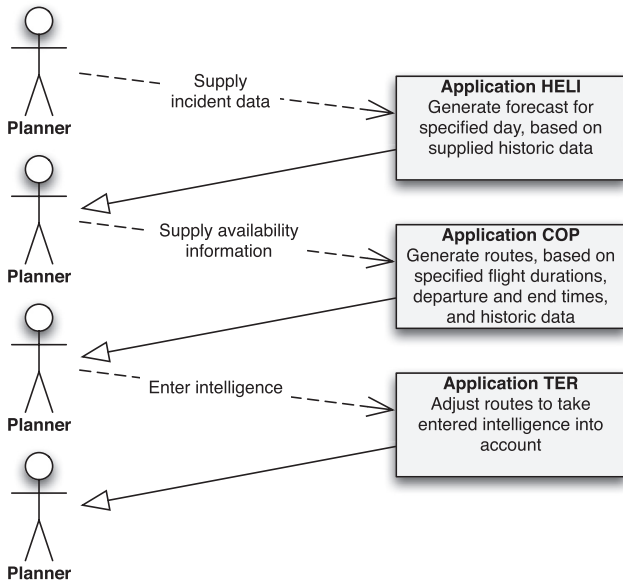 Supply
incident data
Planner
Application HELI
Generate forecast for
specified day, based on
supplied historic data
Supply availability
information
Planner
Application COP
Generate routes, based on
specified flight durations,
departure and end times,
and historic data
Enter intelligence
Planner
Application TER
Adjust routes to take
entered intelligence into
account
Planner